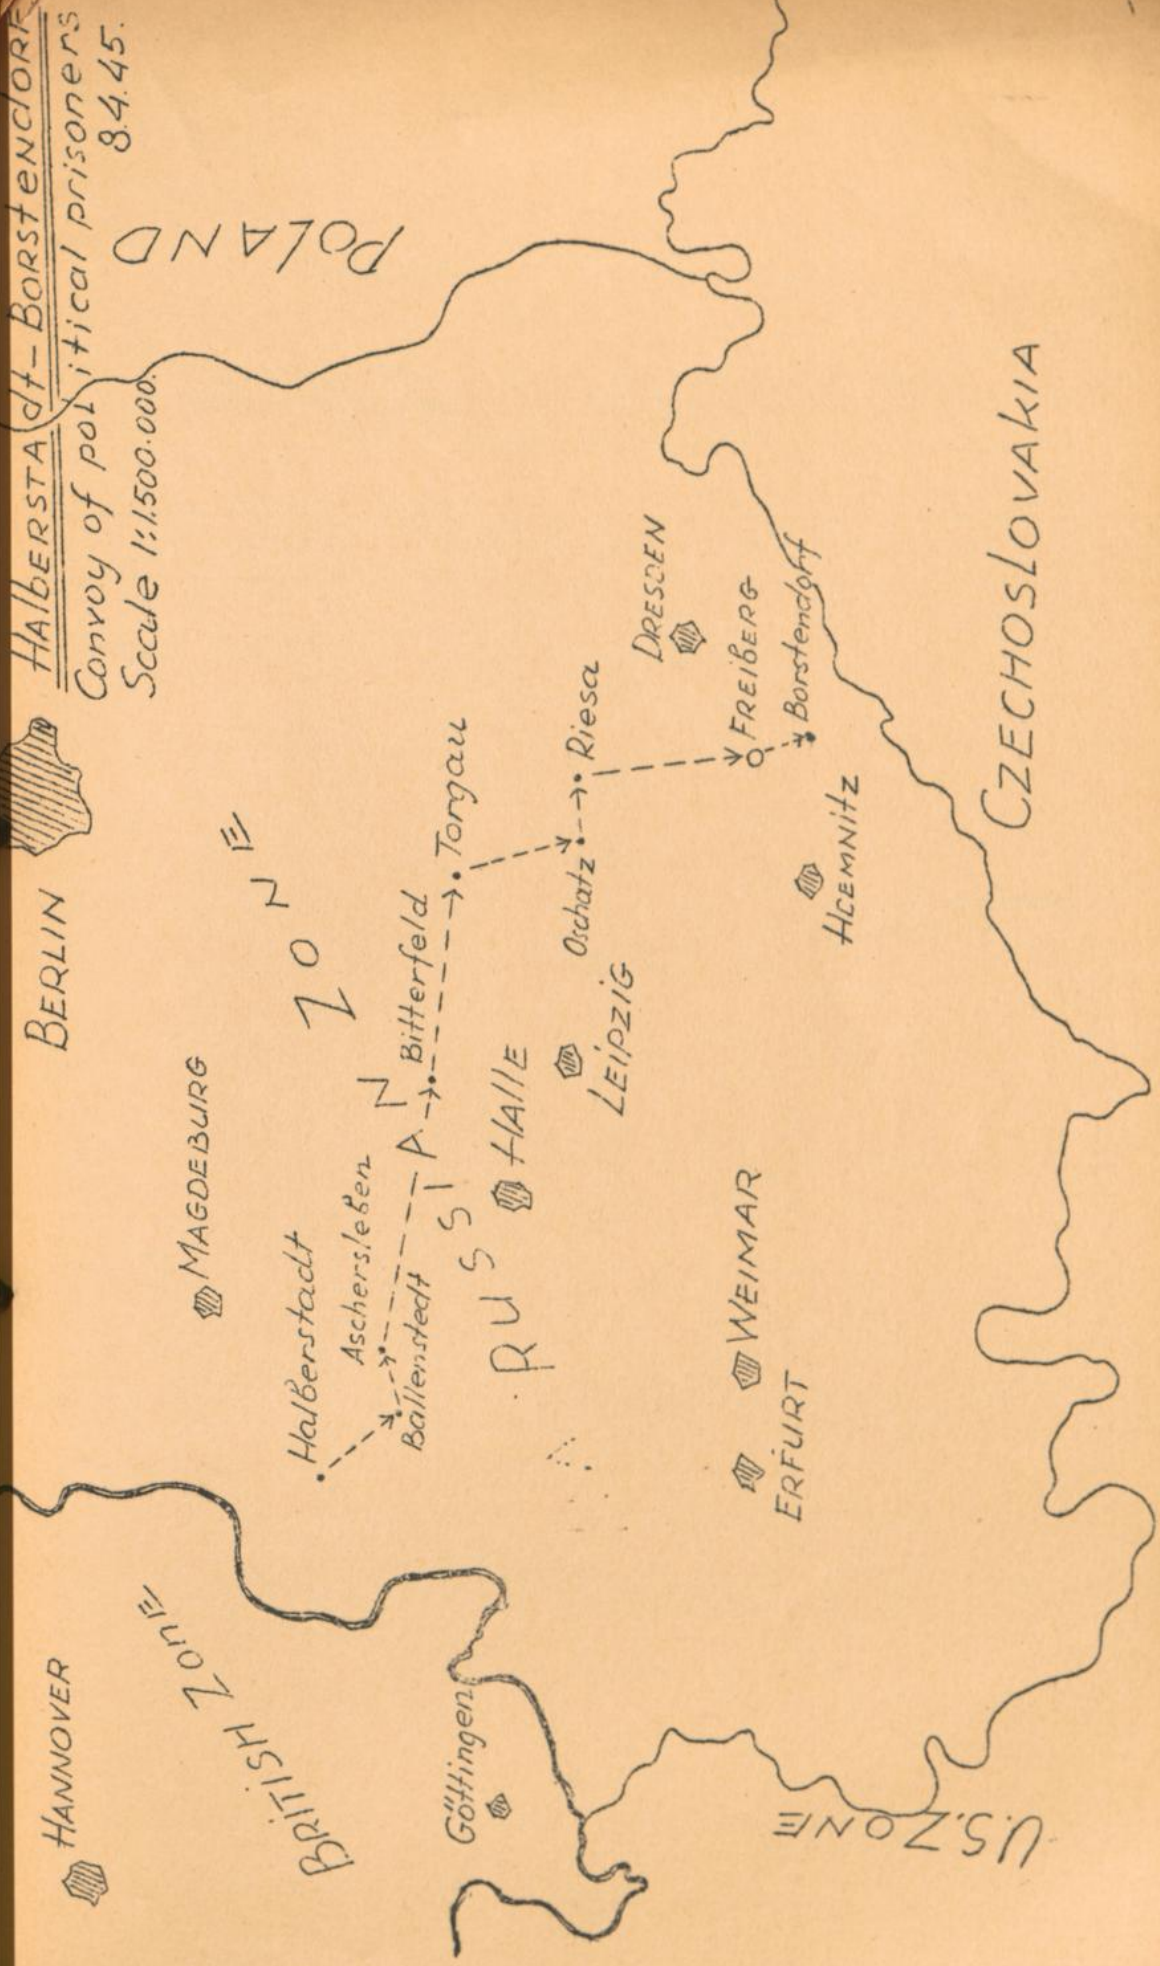 HALBERSTADT-BORSTENDORF
Convoy of political prisoners
Scale 1:1.500.000. 8.4.45.
BERLIN
POLAND
HANNOVER
BRITISH ZONE
MAGDEBURG
RUSSIAN ZONE
Halberstadt
Aschersleben
Ballenstedt
Bitterfeld
Torgau
Göttingen
HALLE
LEIPZIG
Oschatz
Riesa
DRESDEN
FREIBERG
Borstendorf
HCEMNITZ
WEIMAR
ERFURT
U.S. ZONE
CZECHOSLOVAKIA